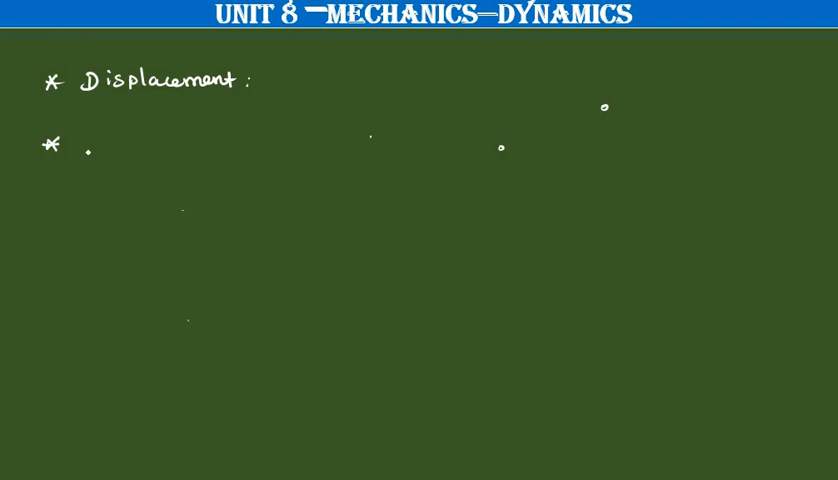 UNIT 8 — MECHANICS—DYNAMICS
* Displacement :
* .